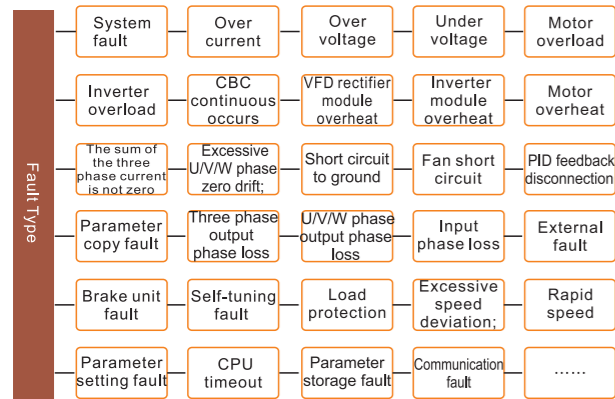 Fault Type
System
fault
Over
current
Over
voltage
Under
voltage
Motor
overload
Inverter
overload
CBC
continuous
occurs
VFD rectifier
module
overheat
Inverter
module
overheat
Motor
overheat
The sum of
the three
phase current
is not zero
Excessive
U/V/W phase
zero drift;
Short circuit
to ground
Fan short
circuit
PID feedback
disconnection
Parameter
copy fault
Three phase
output
phase loss
U/V/W phase
output phase
loss
Input
phase loss
External
fault
Brake unit
fault
Self-tuning
fault
Load
protection
Excessive
speed
deviation;
Rapid
speed
Parameter
setting fault
CPU
timeout
Parameter
storage fault
Communication
fault
……